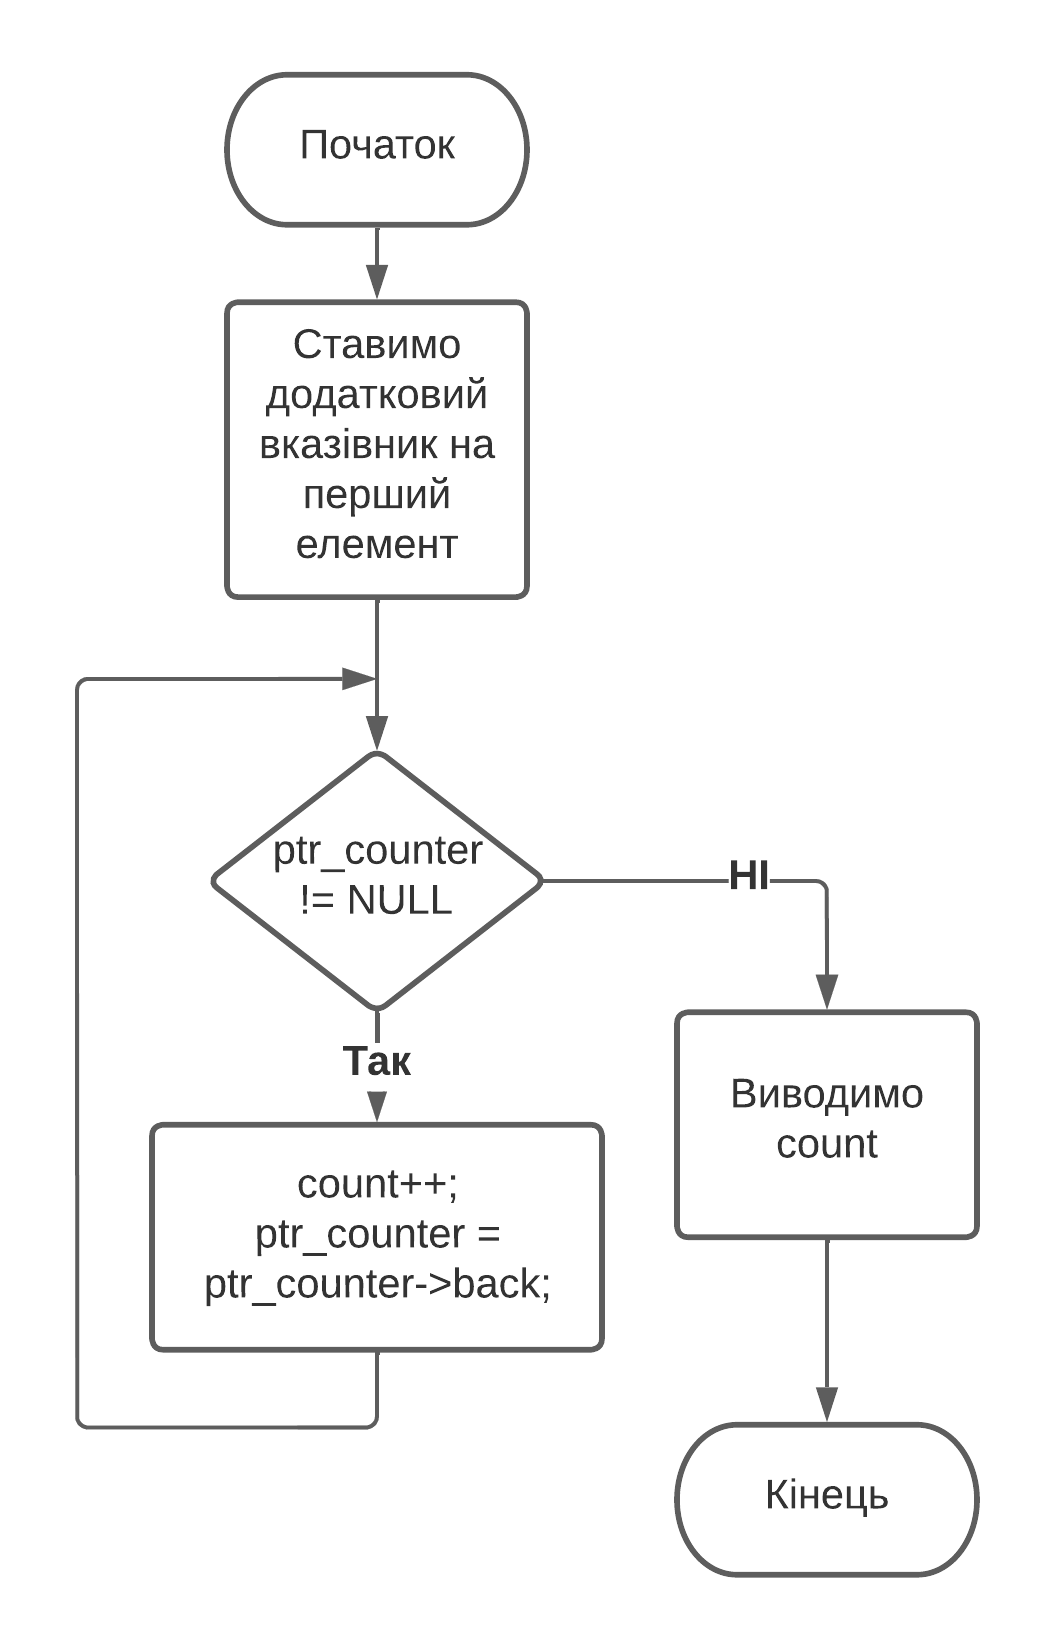 Початок
Ставимо
додатковий
вказівник на
перший
елемент
ptr_counter
!= NULL
НІ
Так
count++;
ptr_counter =
ptr_counter->back;
Виводимо
count
Кінець